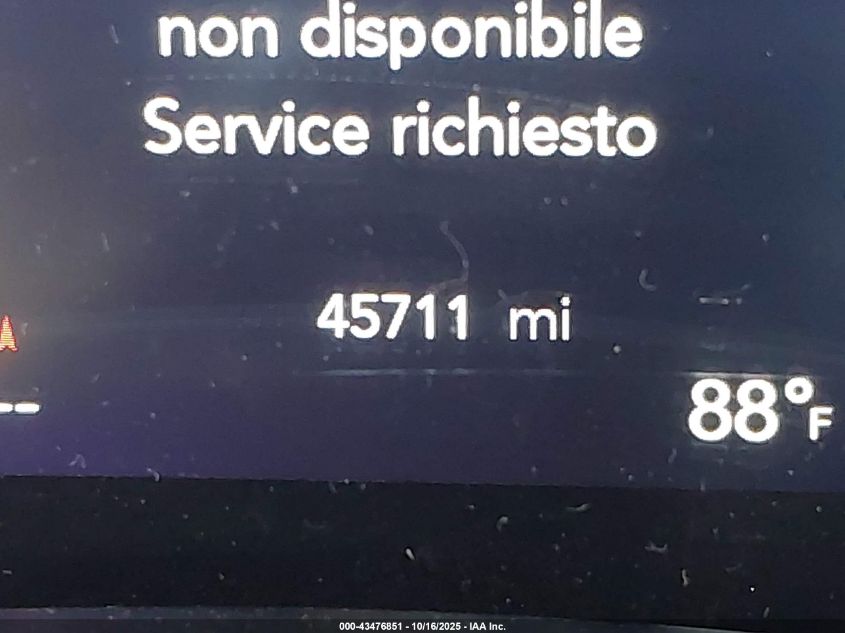 non disponibile
Service richiesto
45711 mi
--
88°F
000-43476851 - 10/16/2025 - IAA Inc.